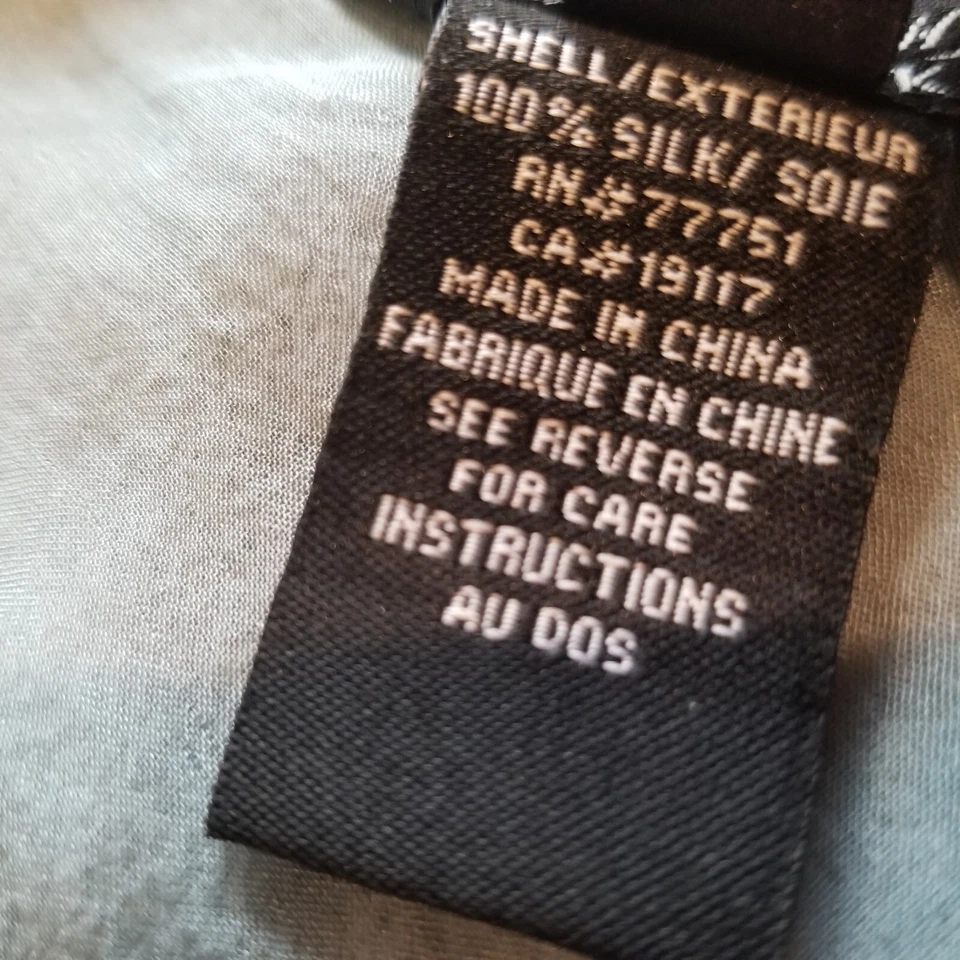 SHELL/EXTERIEUR
100% SILK/ SOIE
RN#77751
CA#19117
MADE IN CHINA
FABRIQUE EN CHINE
SEE REVERSE
FOR CARE
INSTRUCTIONS
AU DOS